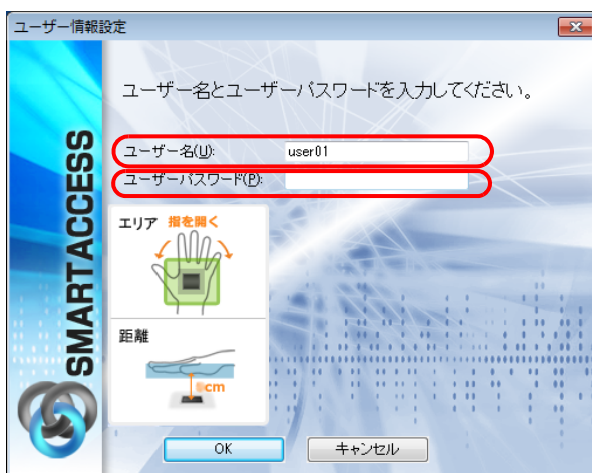 ユーザー情報設定
SMARTACCESS
ユーザー名とユーザーパスワードを入力してください。
ユーザー名(U):
user01
ユーザーパスワード(P):
エリア 指を開く
距離
cm
OK
キャンセル